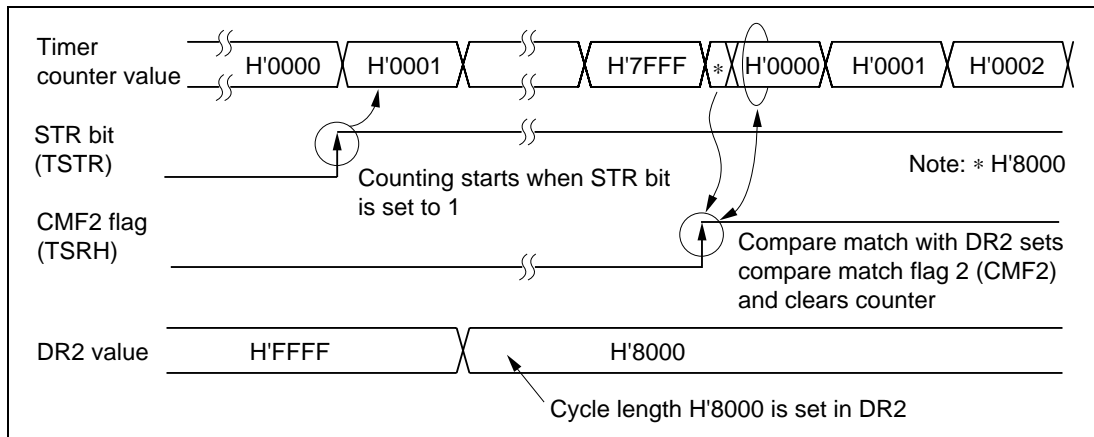 Timer
counter value
H'0000 H'0001 H'7FFF * H'0000 H'0001 H'0002
STR bit
(TSTR)
Counting starts when STR bit
is set to 1
Note: * H'8000
CMF2 flag
(TSRH)
Compare match with DR2 sets
compare match flag 2 (CMF2)
and clears counter
DR2 value H'FFFF H'8000
Cycle length H'8000 is set in DR2